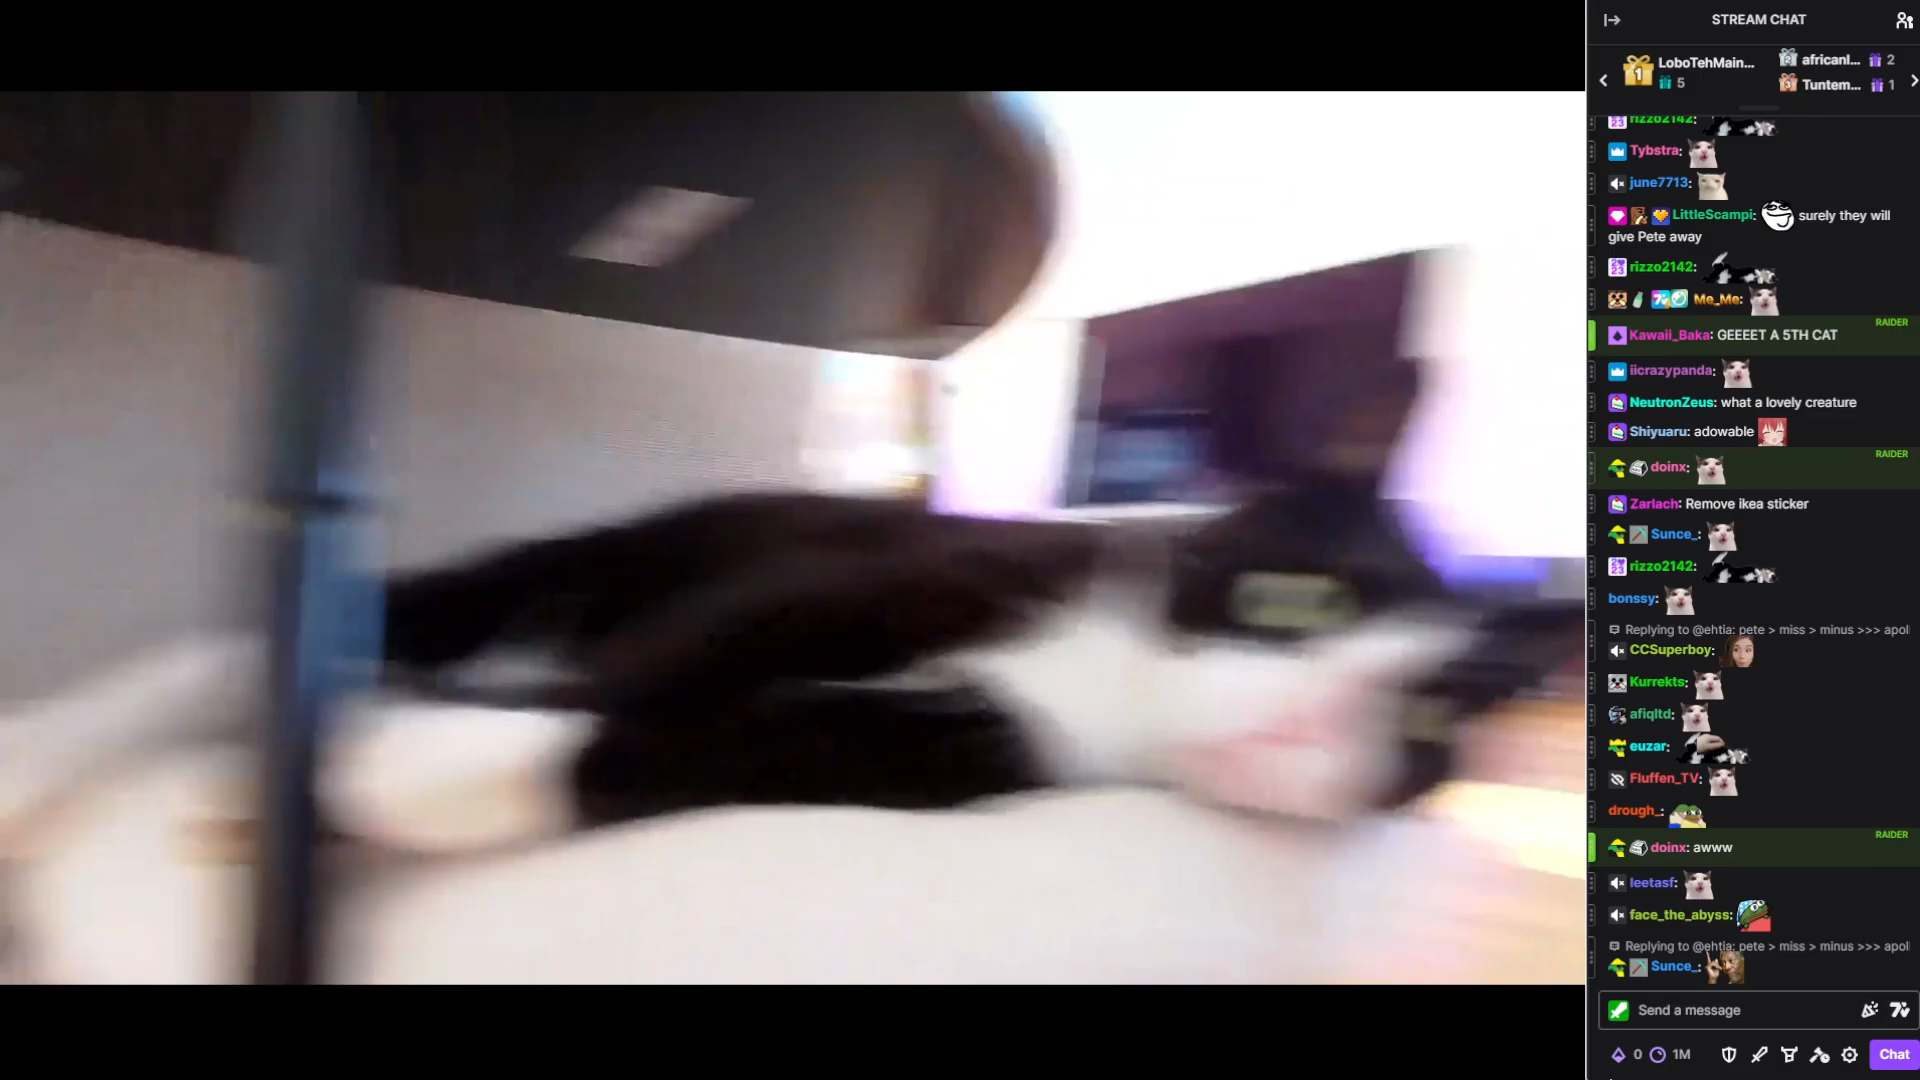 STREAM CHAT
LoboTehMain...
5
africanl... 2
Tuntem... 1
rizzo2142:
Tybstra:
june7713:
LittleScampi: surely they will
give Pete away
rizzo2142:
Me_Me:
RAIDER
Kawaii_Baka: GEEEET A 5TH CAT
iicrazypanda:
NeutronZeus: what a lovely creature
Shiyuaru: adowable
RAIDER
doinx:
Zarlach: Remove ikea sticker
Sunce_:
rizzo2142:
bonssy:
Replying to @ehtia: pete > miss > minus >>> apol
CCSuperboy:
Kurrekts:
afiqltd:
euzar:
Fluffen_TV:
drough_:
RAIDER
doinx: awww
leetasf:
face_the_abyss:
Replying to @ehtia: pete > miss > minus >>> apol
Sunce_:
Send a message
0 1M
Chat